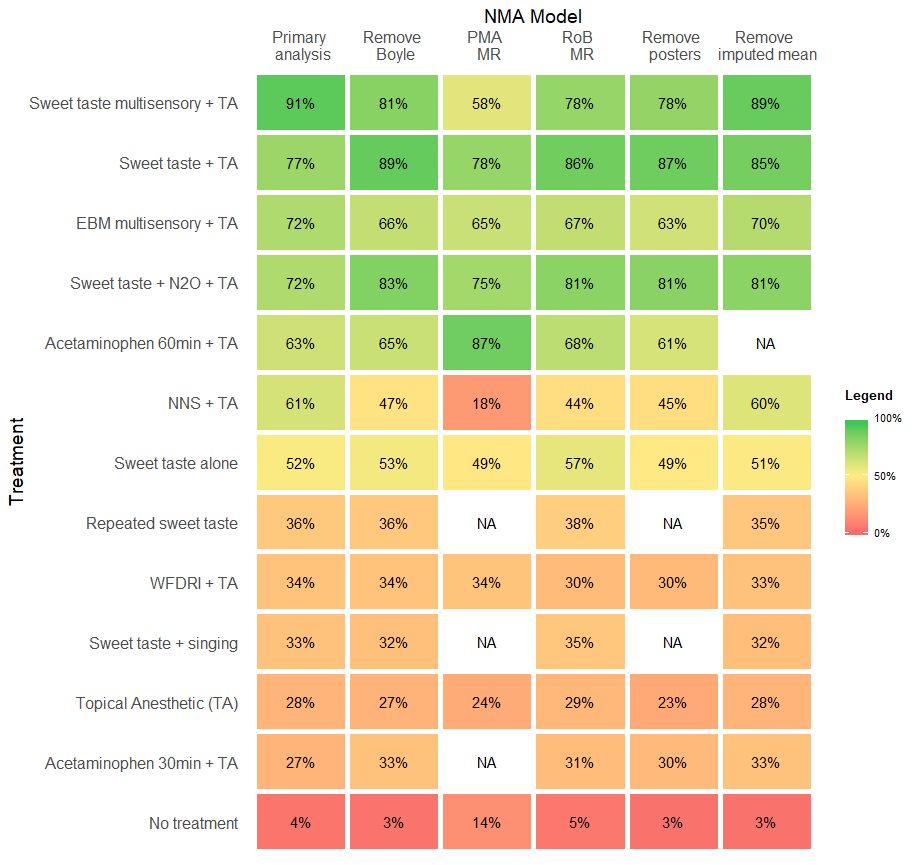 NMA Model
Primary analysis Remove Boyle PMA MR RoB MR Remove posters Remove imputed mean
Treatment
Sweet taste multisensory + TA 91% 81% 58% 78% 78% 89%
Sweet taste + TA 77% 89% 78% 86% 87% 85%
EBM multisensory + TA 72% 66% 65% 67% 63% 70%
Sweet taste + N2O + TA 72% 83% 75% 81% 81% 81%
Acetaminophen 60min + TA 63% 65% 87% 68% 61% NA
NNS + TA 61% 47% 18% 44% 45% 60%
Sweet taste alone 52% 53% 49% 57% 49% 51%
Repeated sweet taste 36% 36% NA 38% NA 35%
WFDRI + TA 34% 34% 34% 30% 30% 33%
Sweet taste + singing 33% 32% NA 35% NA 32%
Topical Anesthetic (TA) 28% 27% 24% 29% 23% 28%
Acetaminophen 30min + TA 27% 33% NA 31% 30% 33%
No treatment 4% 3% 14% 5% 3% 3%
Legend
100%
50%
0%